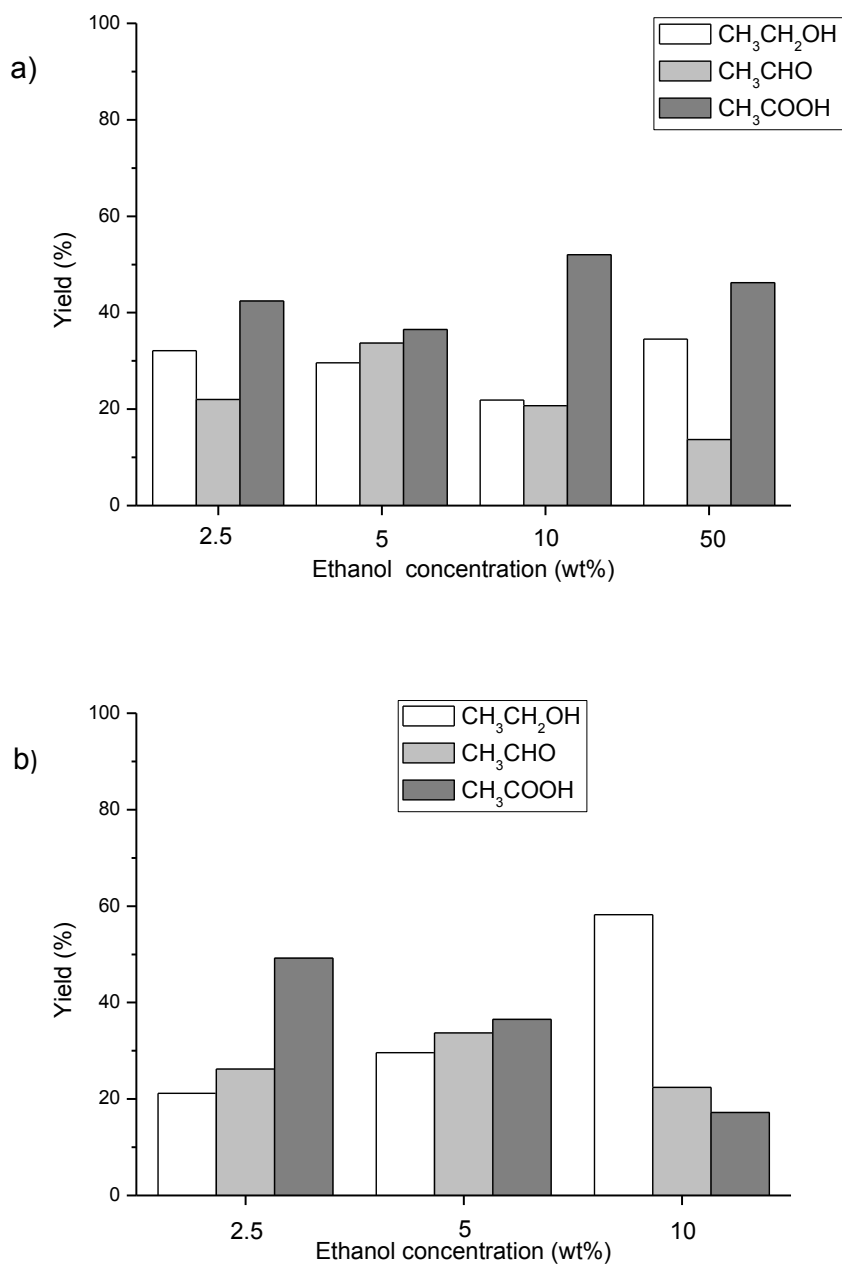 a)
100
80
60
40
20
0
Yield (%)
CH₃CH₂OH
CH₃CHO
CH₃COOH
2.5 5 10 50
Ethanol concentration (wt%)
b)
100
80
60
40
20
0
Yield (%)
CH₃CH₂OH
CH₃CHO
CH₃COOH
2.5 5 10
Ethanol concentration (wt%)